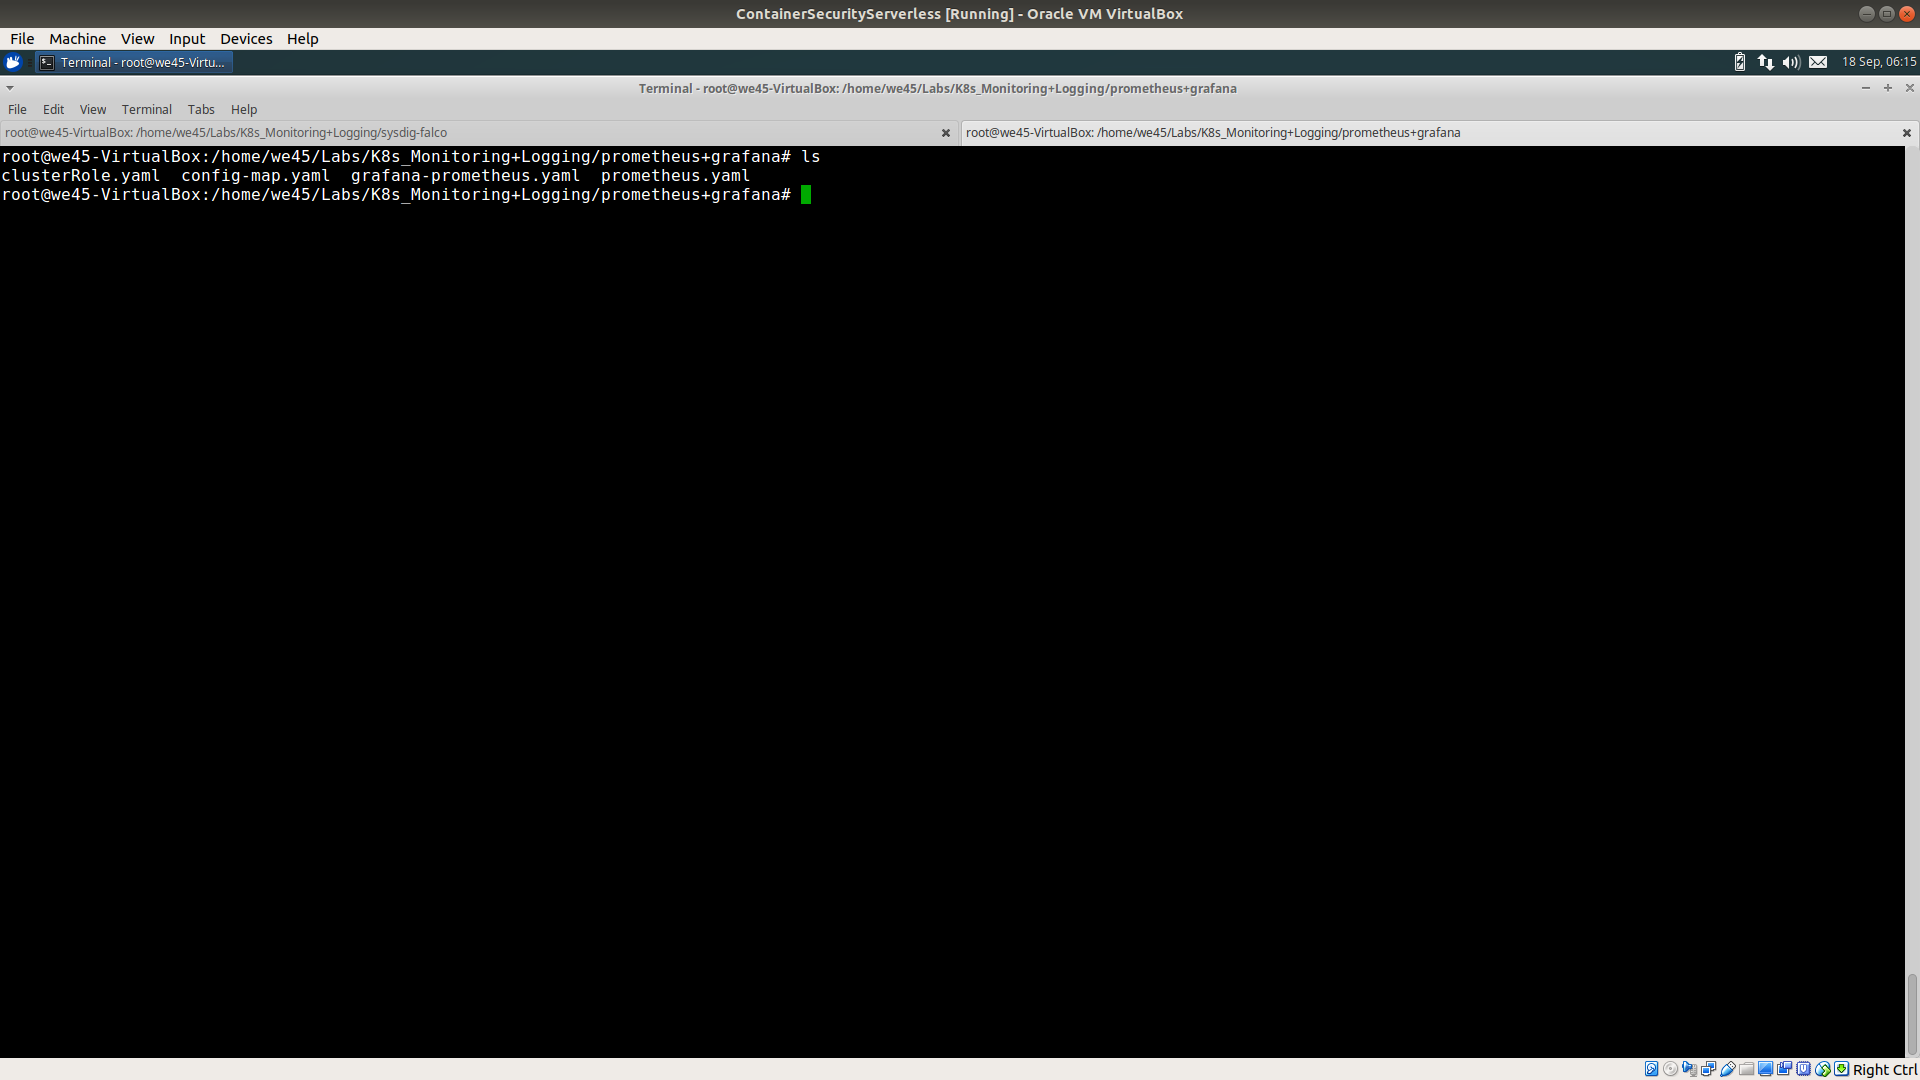 ContainerSecurityServerless [Running] - Oracle VM VirtualBox
File Machine View Input Devices Help
Terminal - root@we45-Virtu...
18 Sep, 06:15
Terminal - root@we45-VirtualBox: /home/we45/Labs/K8s_Monitoring+Logging/prometheus+grafana
File Edit View Terminal Tabs Help
root@we45-VirtualBox: /home/we45/Labs/K8s_Monitoring+Logging/sysdig-falco
root@we45-VirtualBox: /home/we45/Labs/K8s_Monitoring+Logging/prometheus+grafana
root@we45-VirtualBox:/home/we45/Labs/K8s_Monitoring+Logging/prometheus+grafana# ls
clusterRole.yaml  config-map.yaml  grafana-prometheus.yaml  prometheus.yaml
root@we45-VirtualBox:/home/we45/Labs/K8s_Monitoring+Logging/prometheus+grafana#
Right Ctrl